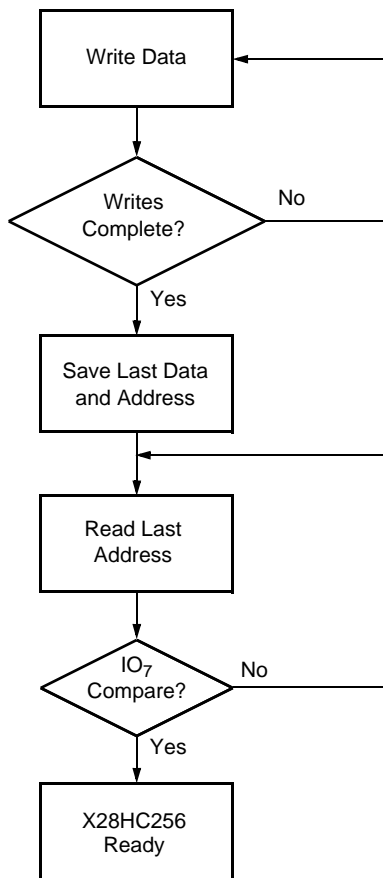 Write Data
Writes
Complete?
No
Yes
Save Last Data
and Address
Read Last
Address
IO₇
Compare?
No
Yes
X28HC256
Ready